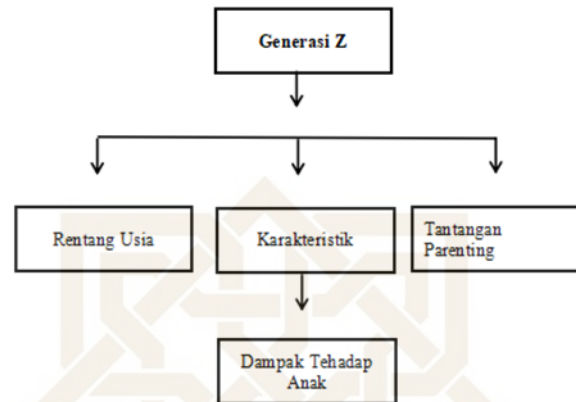 Generasi Z
Rentang Usia
Karakteristik
Tantangan
Parenting
Dampak Tehadap
Anak